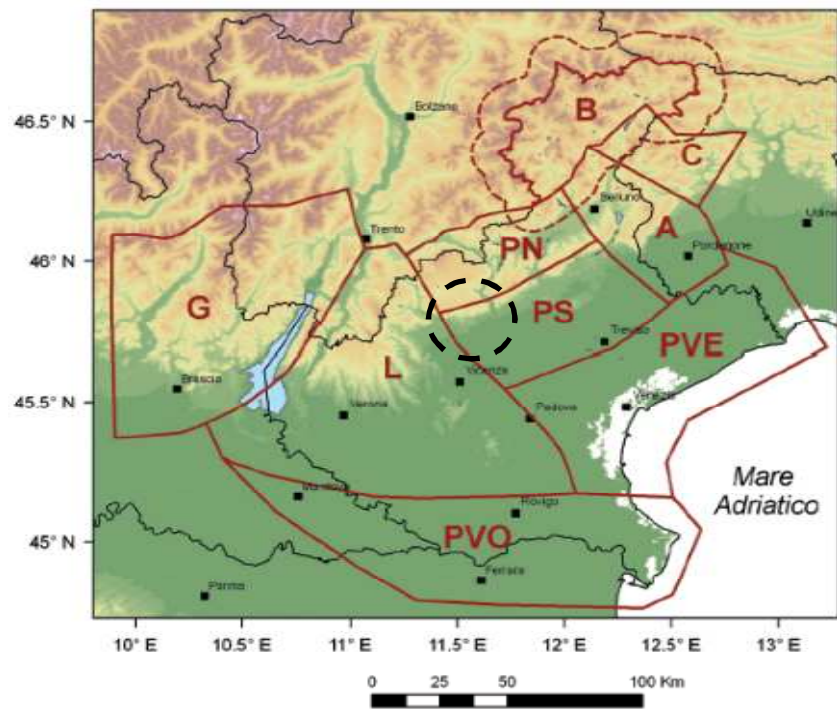 46.5° N
46° N
45.5° N
45° N
Bolzano
B
C
Belluno
A
Udine
Pordenone
Trento
PN
G
PS
Treviso
PVE
Brescia
L
Vicenza
Verona
Padova
Venezia
Mare
Adriatico
Mantova
Rovigo
PVO
Ferrara
Parma
10° E
10.5° E
11° E
11.5° E
12° E
12.5° E
13° E
0 25 50 100 Km